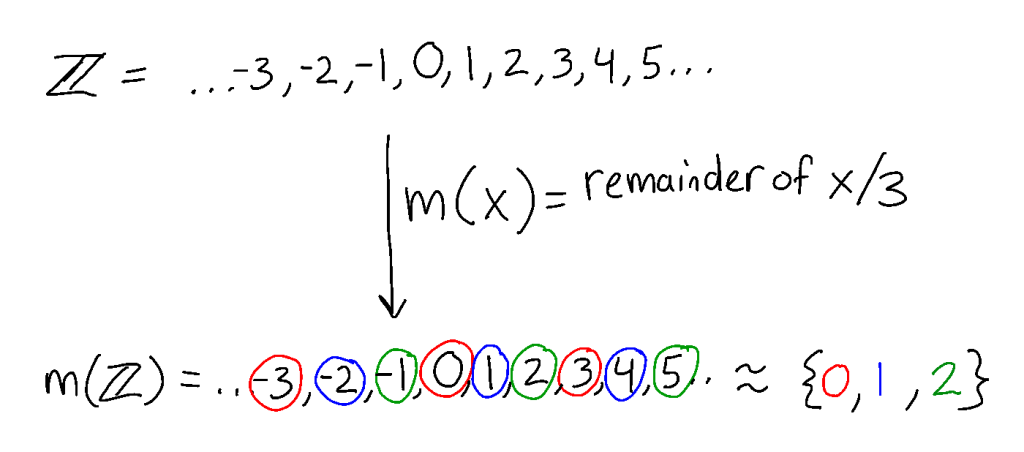 ℤ = ...-3,-2,-1,0,1,2,3,4,5...
m(x)= remainder of x/3
m(ℤ) = ..-3,-2,-1,0,1,2,3,4,5.. ≈ {0,1,2}